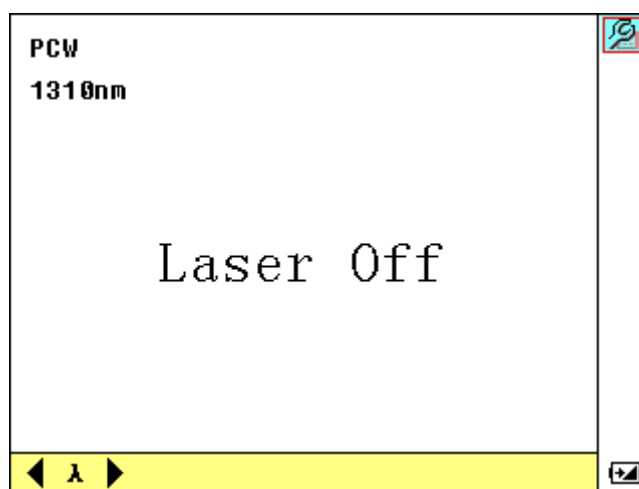 PCW
1310nm
Laser Off
◀ λ ▶